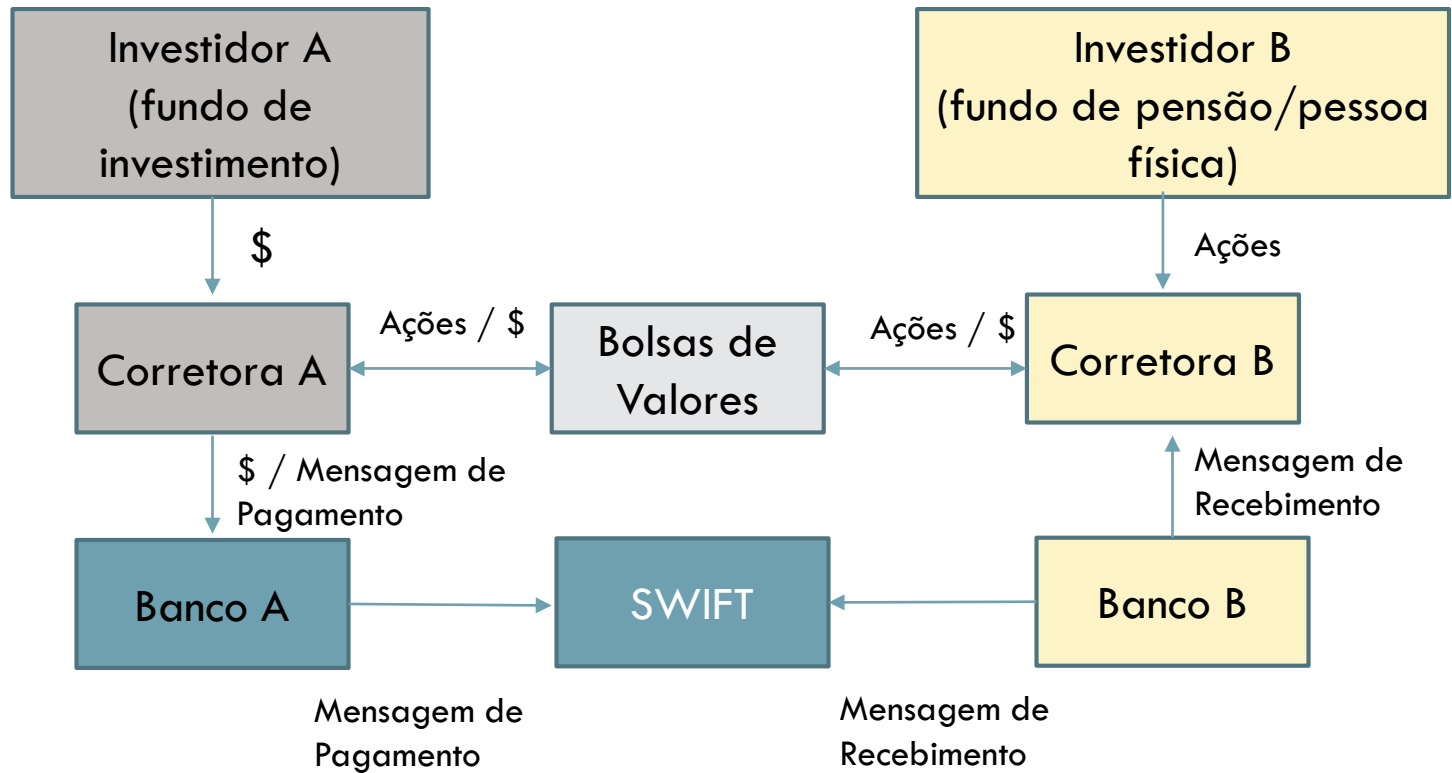 Investidor A
(fundo de
investimento)
Investidor B
(fundo de pensão/pessoa
física)
$
Ações
Corretora A
Ações / $
Bolsas de
Valores
Ações / $
Corretora B
$ / Mensagem de
Pagamento
Mensagem de
Recebimento
Banco A
SWIFT
Banco B
Mensagem de
Pagamento
Mensagem de
Recebimento